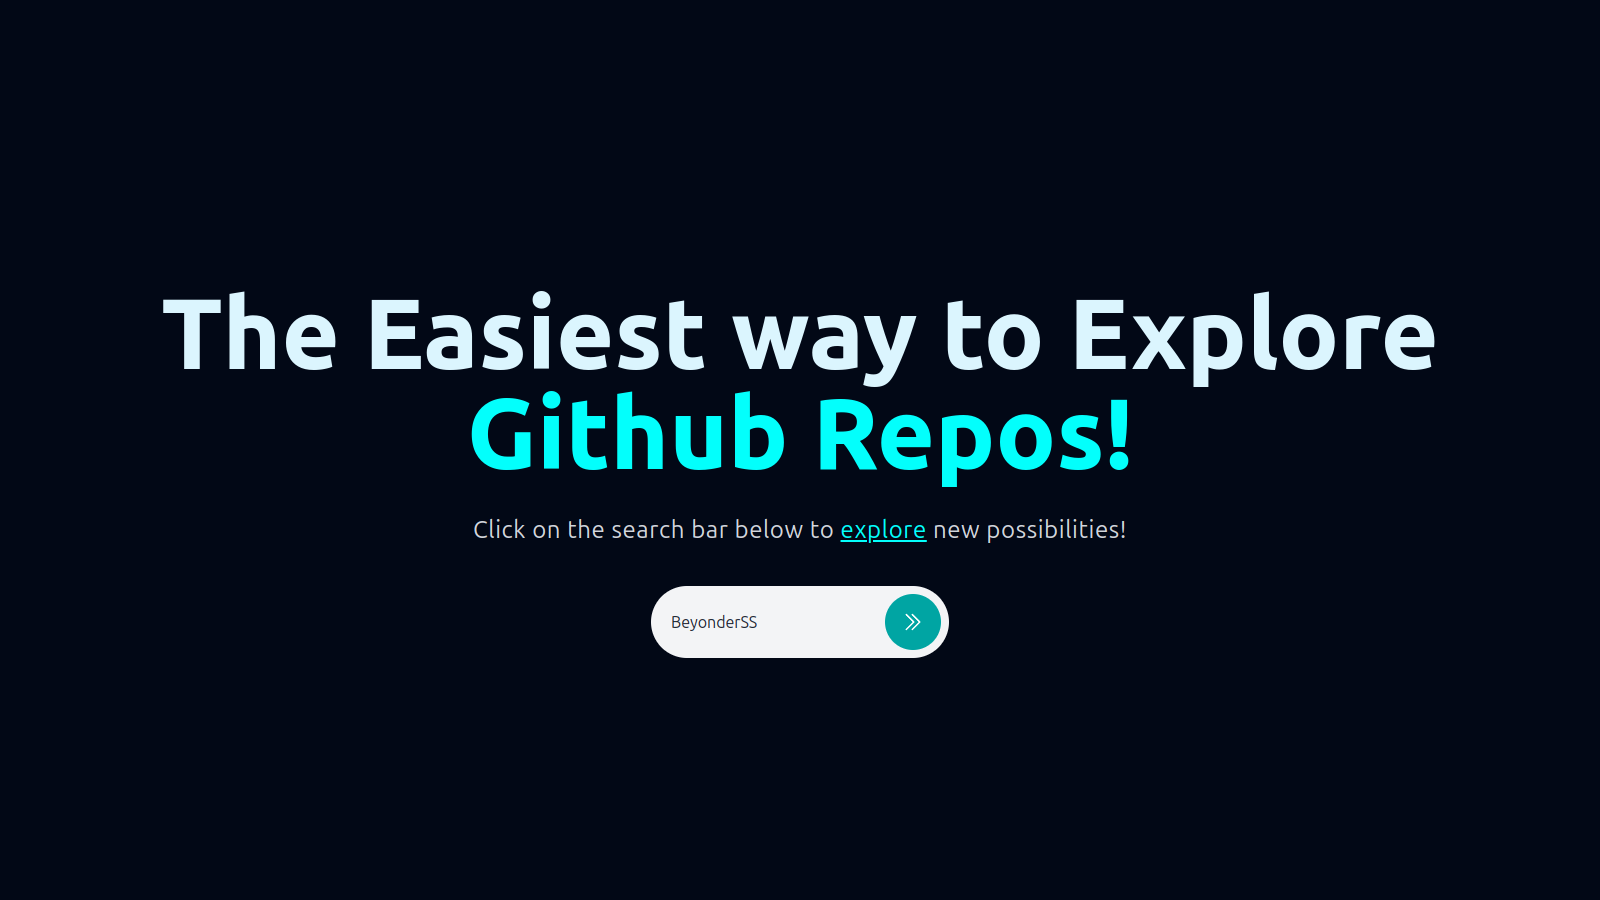 The Easiest way to Explore
Github Repos!
Click on the search bar below to explore new possibilities!
BeyonderSS